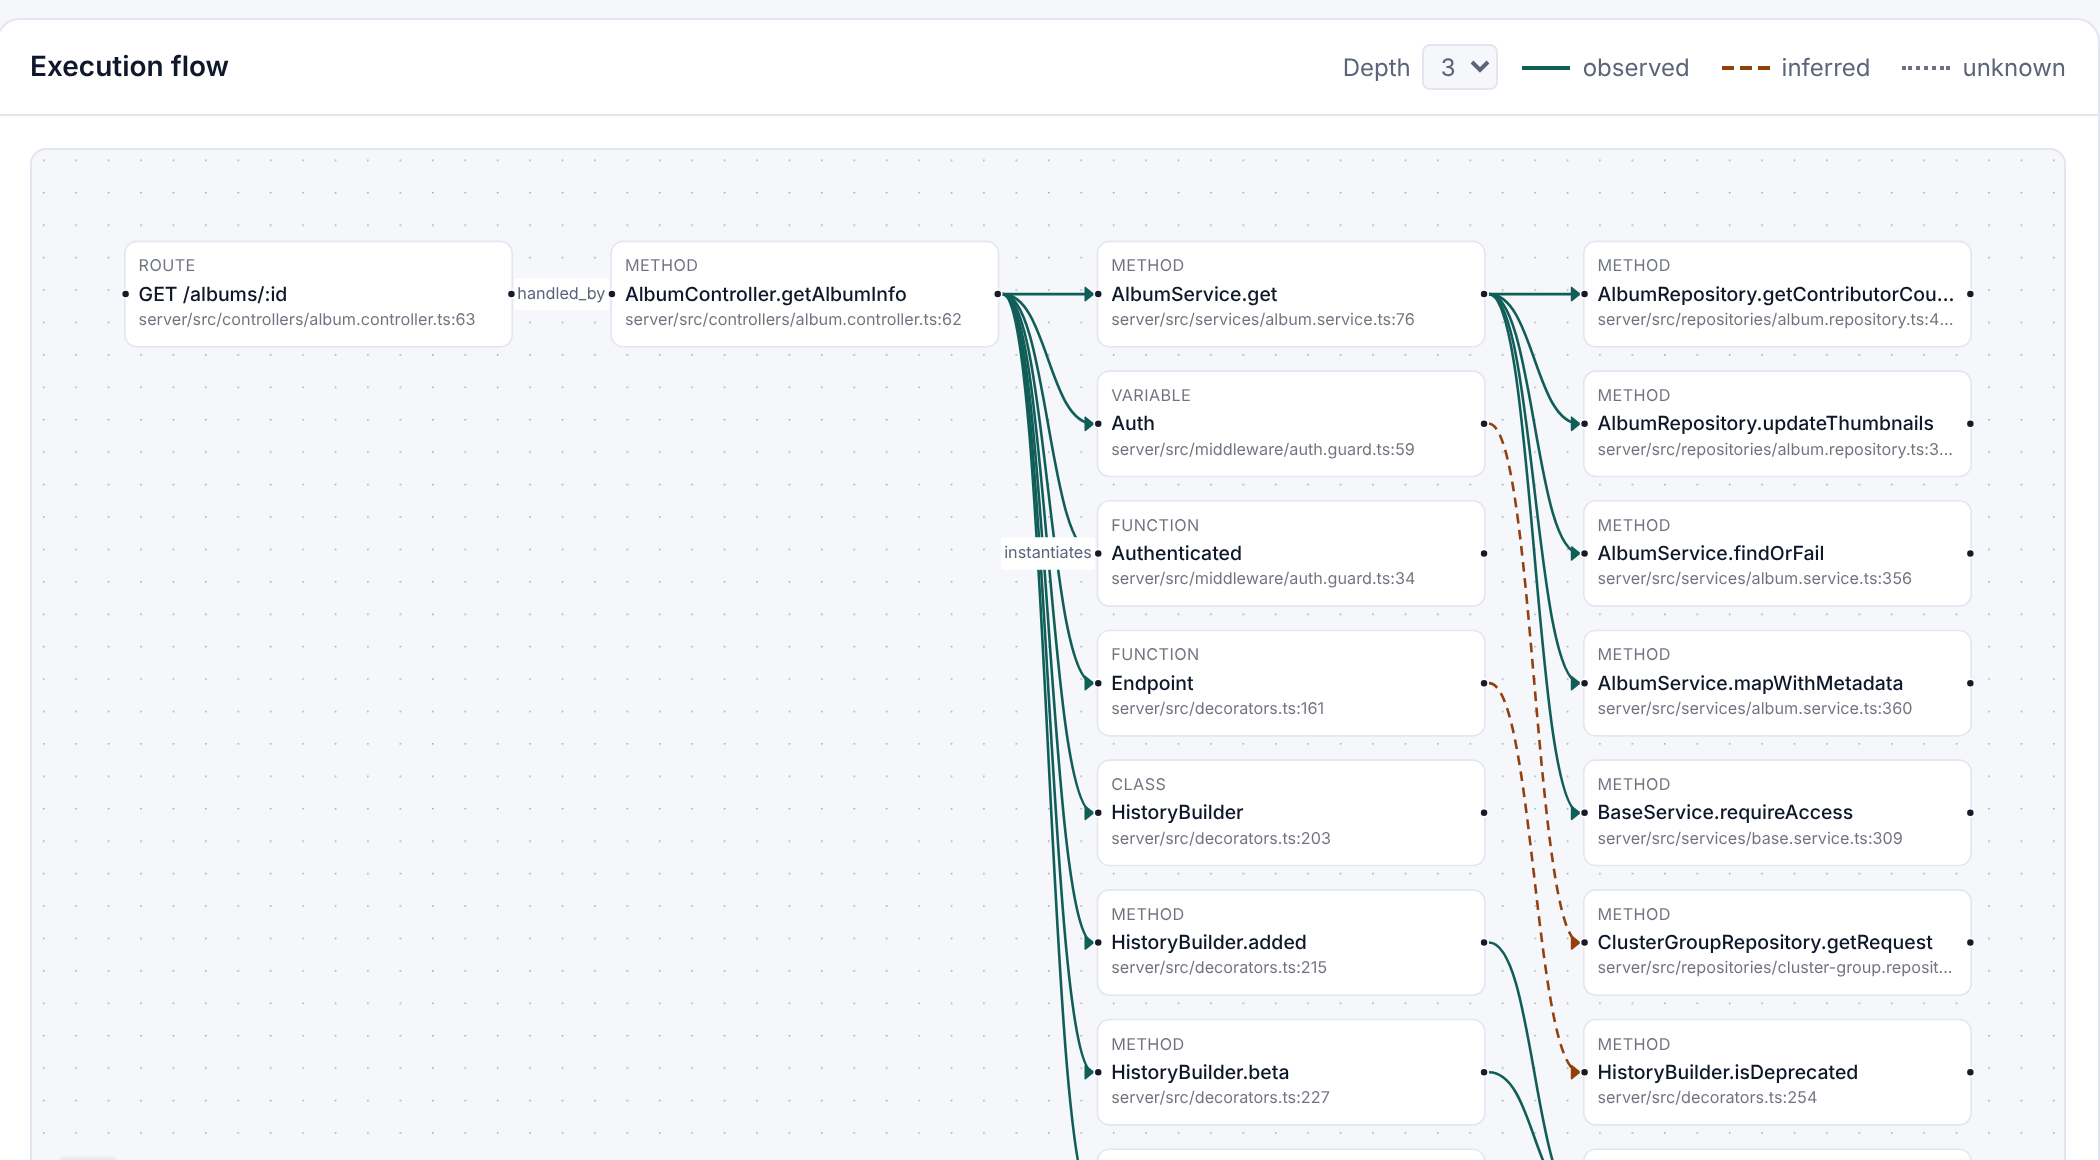 Execution flow
Depth 3 observed inferred unknown
ROUTE
GET /albums/:id
server/src/controllers/album.controller.ts:63
handled_by
METHOD
AlbumController.getAlbumInfo
server/src/controllers/album.controller.ts:62
instantiates
METHOD
AlbumService.get
server/src/services/album.service.ts:76
VARIABLE
Auth
server/src/middleware/auth.guard.ts:59
FUNCTION
Authenticated
server/src/middleware/auth.guard.ts:34
FUNCTION
Endpoint
server/src/decorators.ts:161
CLASS
HistoryBuilder
server/src/decorators.ts:203
METHOD
HistoryBuilder.added
server/src/decorators.ts:215
METHOD
HistoryBuilder.beta
server/src/decorators.ts:227
METHOD
AlbumRepository.getContributorCou...
server/src/repositories/album.repository.ts:4...
METHOD
AlbumRepository.updateThumbnails
server/src/repositories/album.repository.ts:3...
METHOD
AlbumService.findOrFail
server/src/services/album.service.ts:356
METHOD
AlbumService.mapWithMetadata
server/src/services/album.service.ts:360
METHOD
BaseService.requireAccess
server/src/services/base.service.ts:309
METHOD
ClusterGroupRepository.getRequest
server/src/repositories/cluster-group.reposit...
METHOD
HistoryBuilder.isDeprecated
server/src/decorators.ts:254